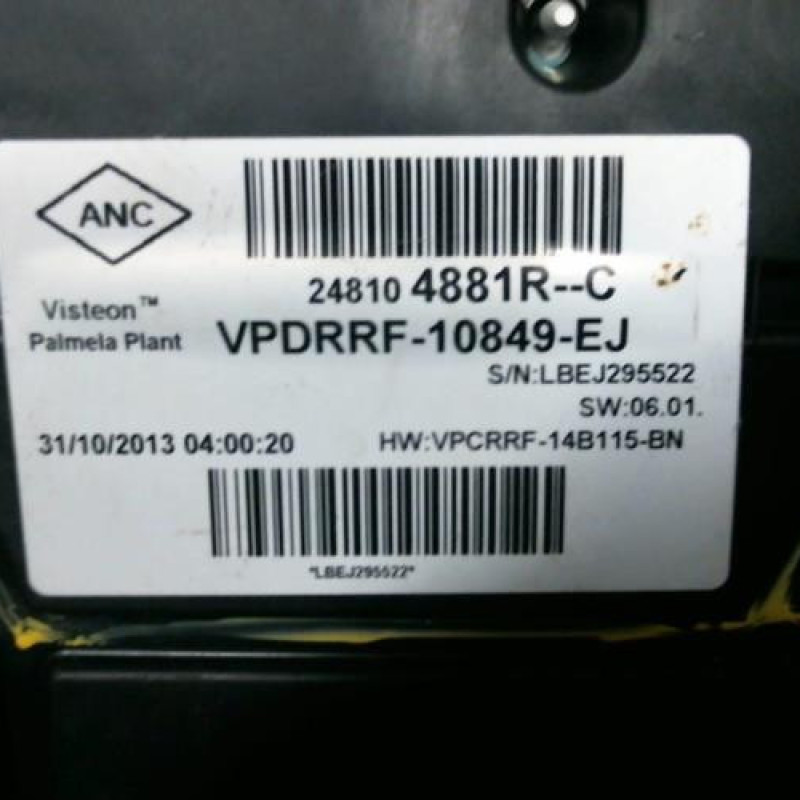 ANC
24810 4881R--C
Visteon™
Palmela Plant
VPDRRF-10849-EJ
S/N:LBEJ295522
SW:06.01.
31/10/2013 04:00:20
HW:VPCRRF-14B115-BN
*LBEJ295522*